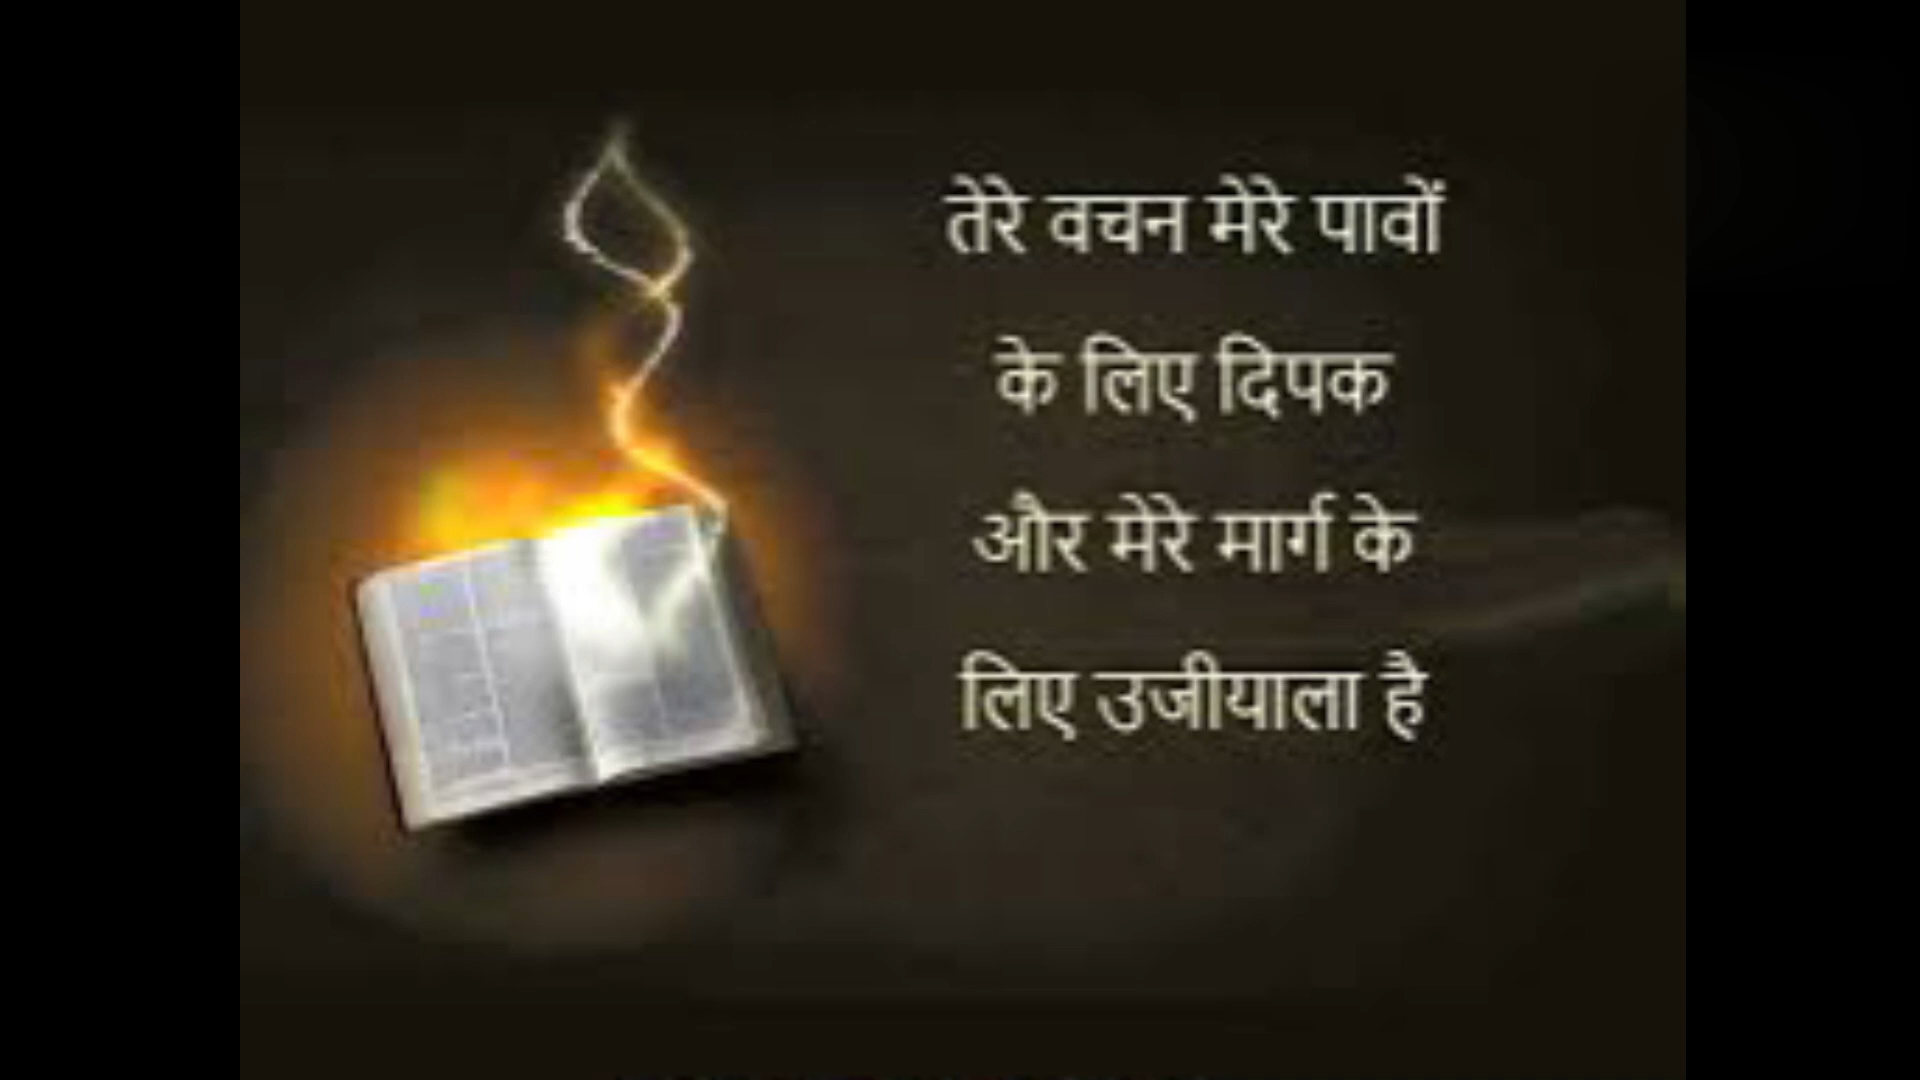 तेरे वचन मेरे पावों
के लिए दिपक
और मेरे मार्ग के
लिए उजीयाला है